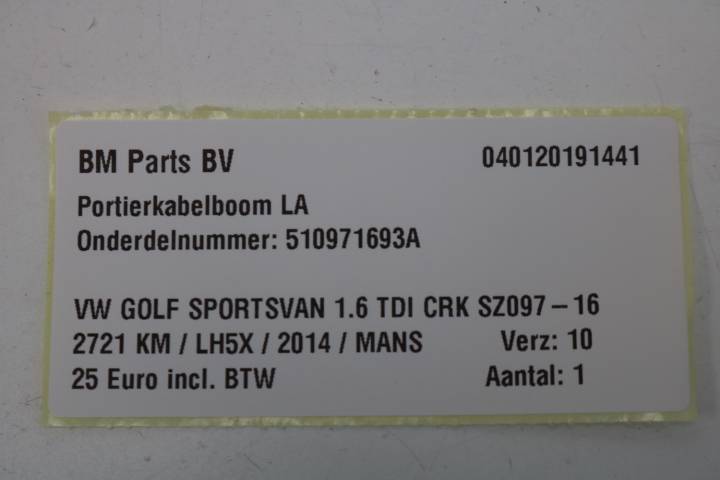 BM Parts BV 040120191441
Portierkabelboom LA
Onderdelnummer: 510971693A
VW GOLF SPORTSVAN 1.6 TDI CRK SZ097-16
2721 KM / LH5X / 2014 / MANS Verz: 10
25 Euro incl. BTW Aantal: 1